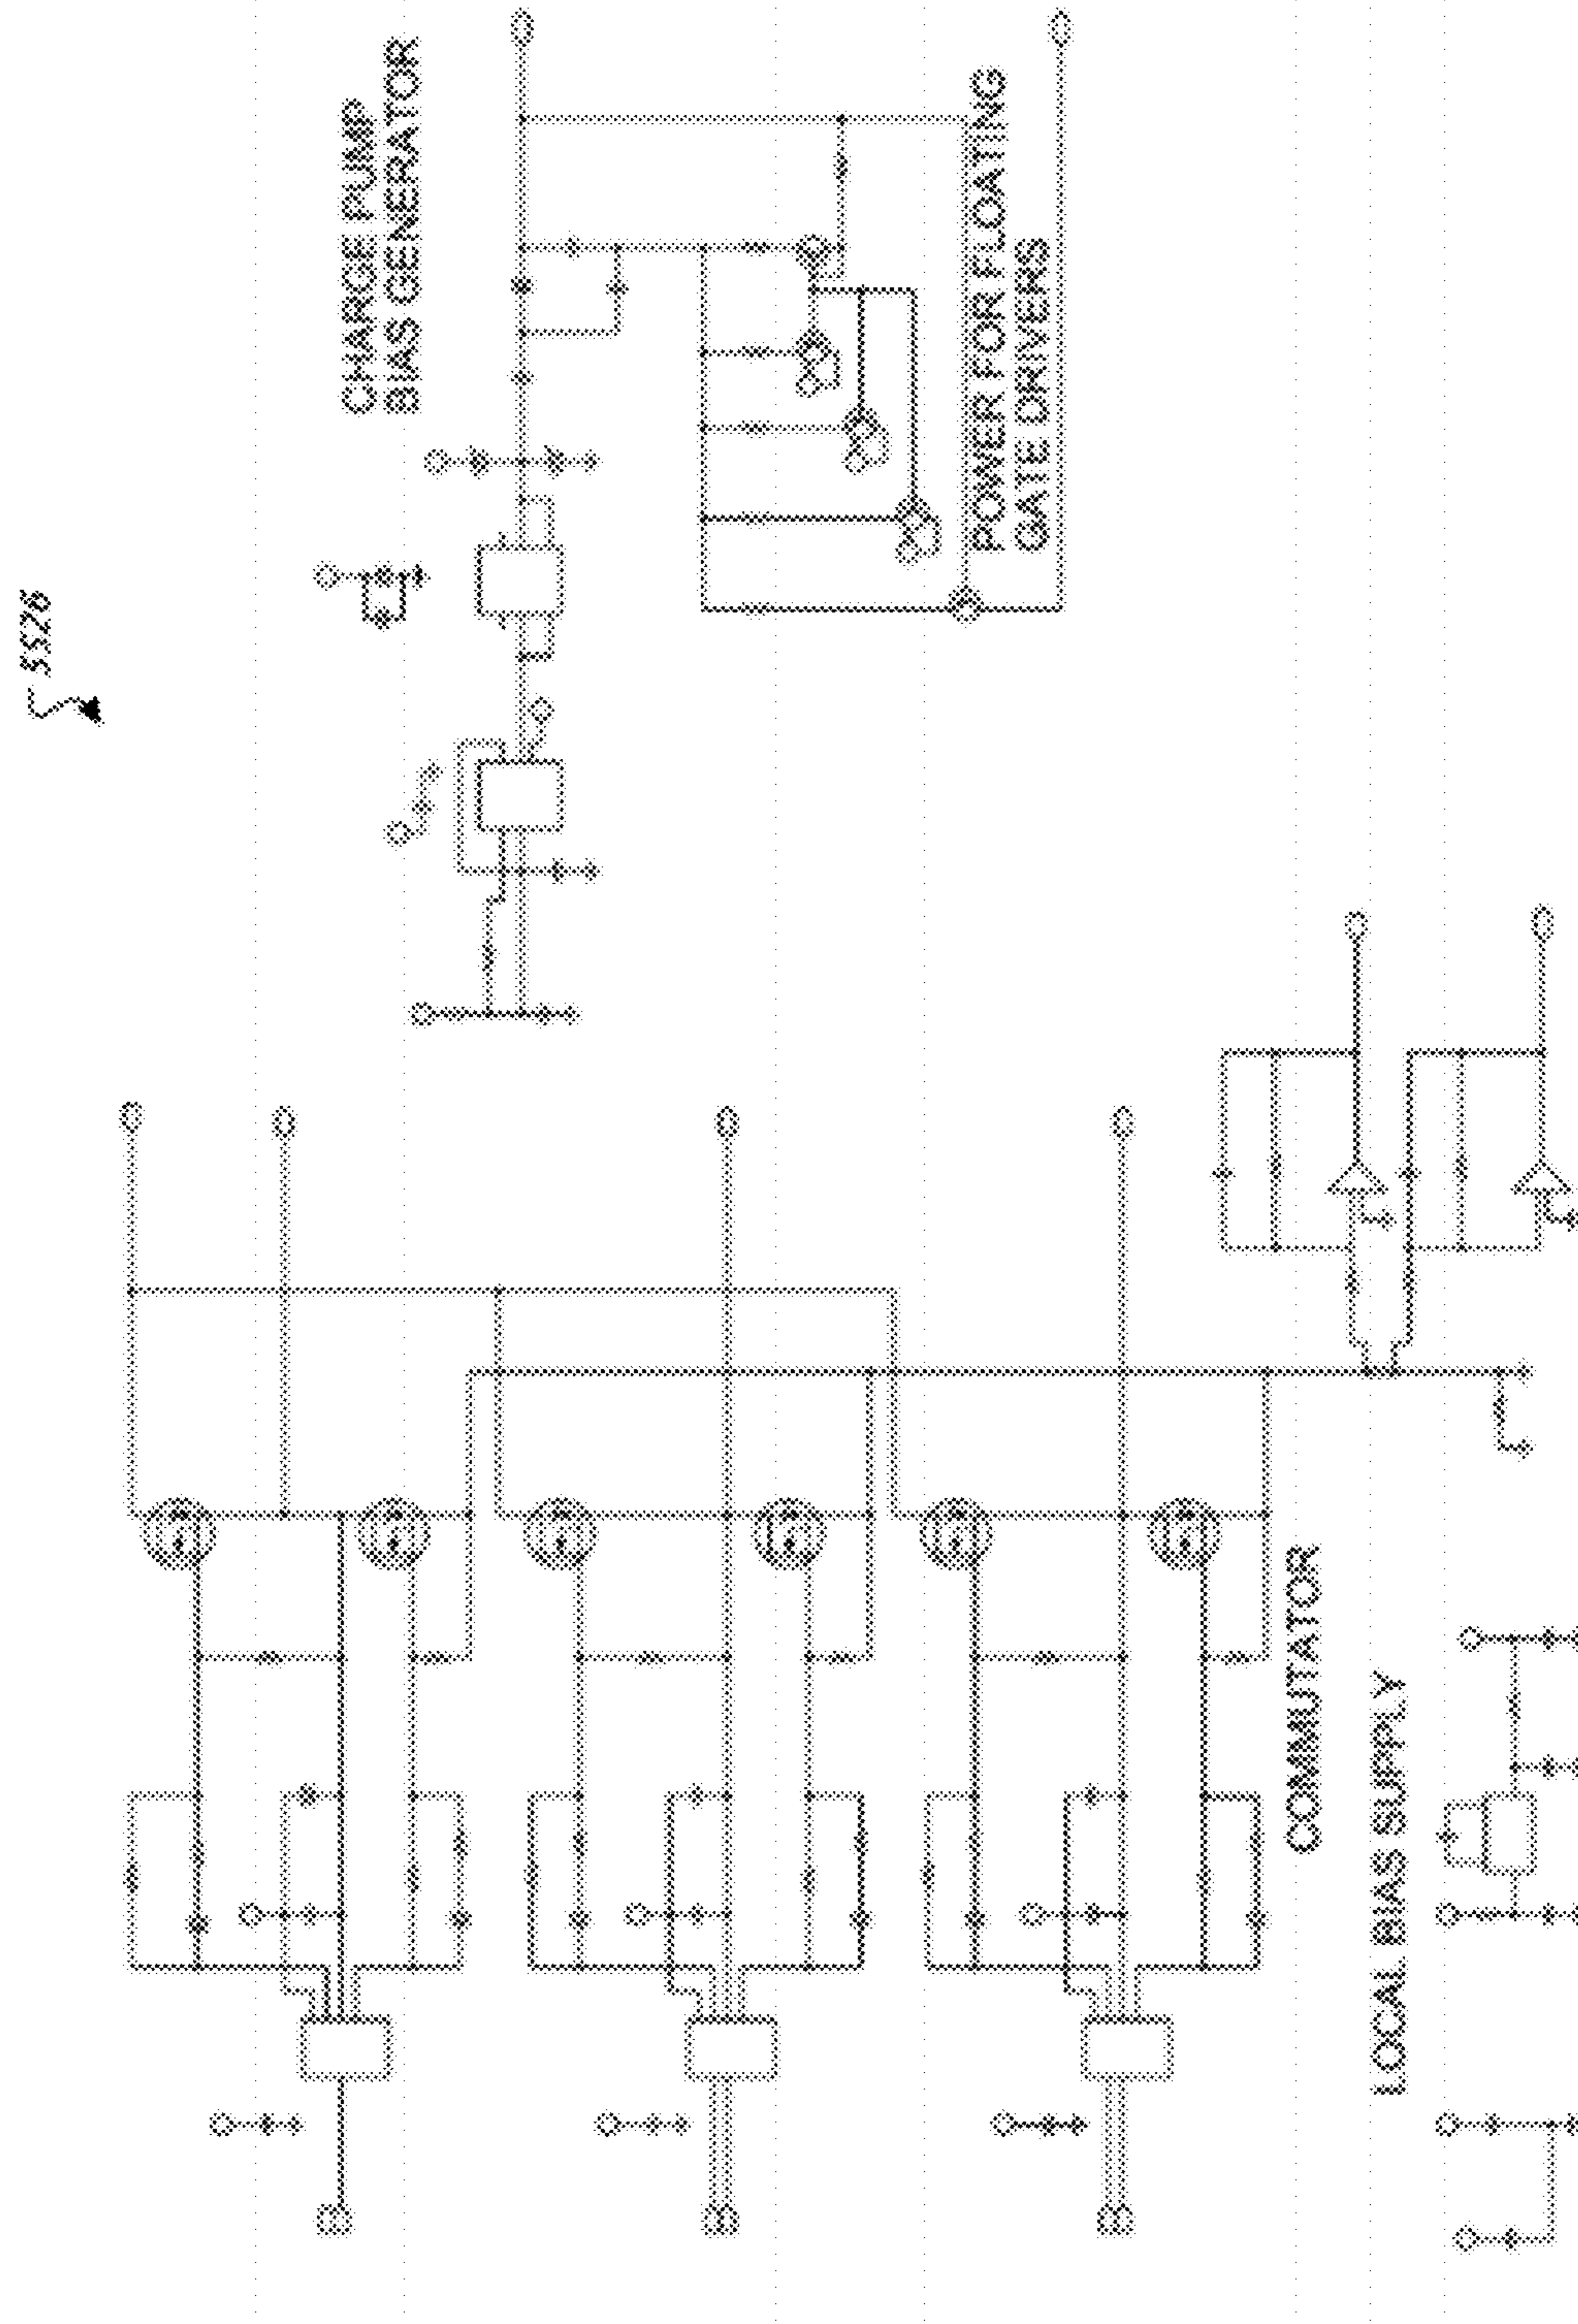 5526
CHARGE PUMP
BIAS GENERATOR
POWER FOR FLOATING
GATE DRIVERS
COMMUTATOR
LOCAL BIAS SUPPLY